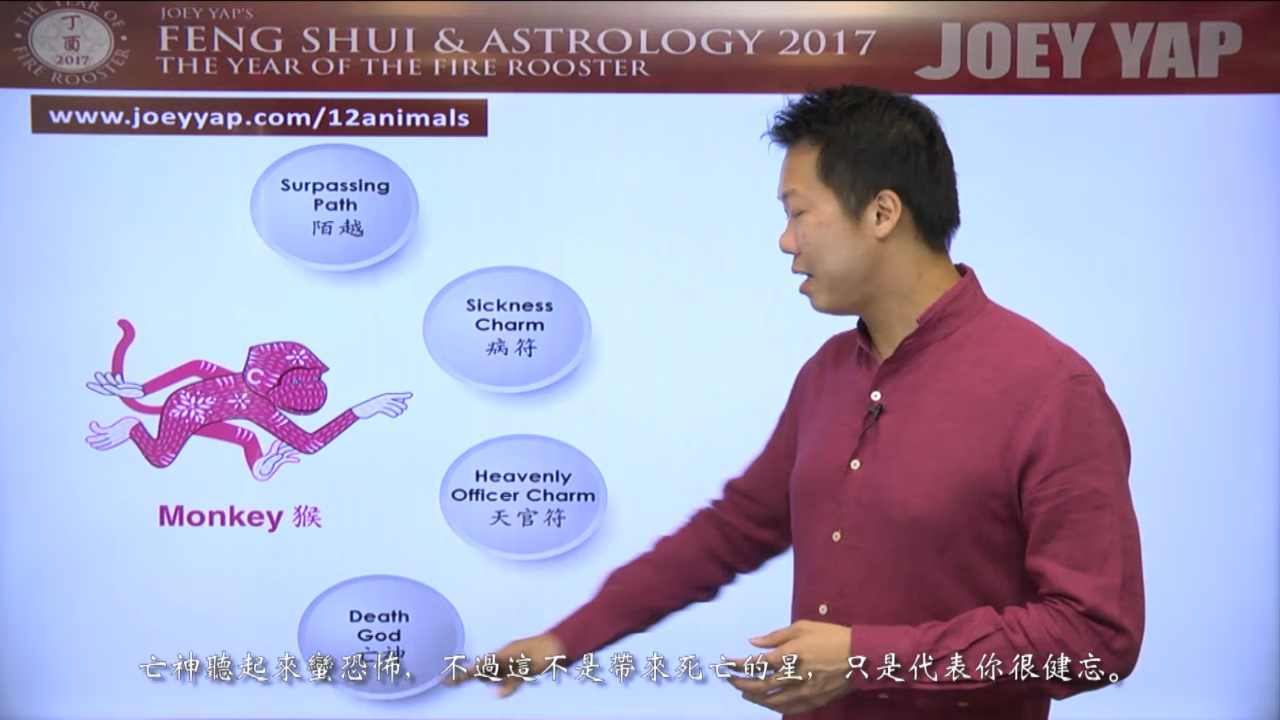 JOEY YAP'S
FENG SHUI & ASTROLOGY 2017
THE YEAR OF THE FIRE ROOSTER
THE YEAR OF
丁酉
2017
FIRE ROOSTER
JOEY YAP
www.joeyyap.com/12animals
Surpassing
Path
陌越
Sickness
Charm
病符
Heavenly
Officer Charm
天官符
Monkey 猴
Death
God
亡神
亡神聽起來蠻恐怖，不過這不是帶來死亡的星，只是代表你很健忘。